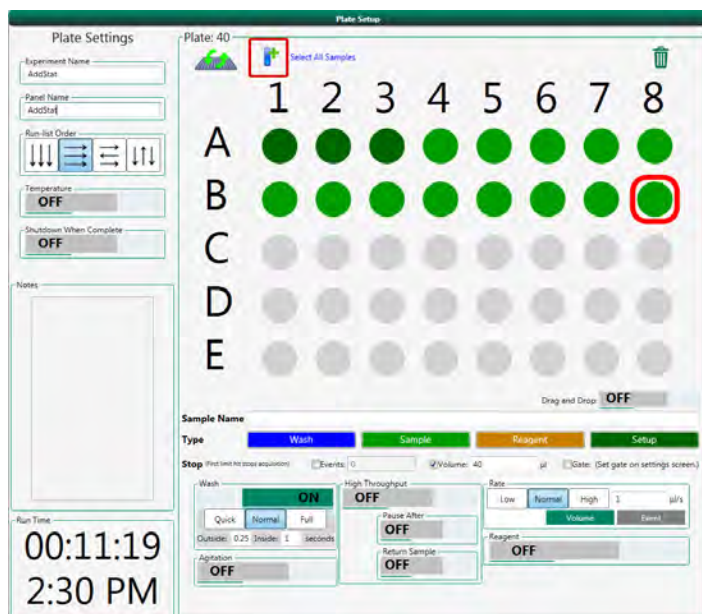 Plate Setup
Plate Settings
Experiment Name
AddStat
Panel Name
AddStat
Run-list Order
Temperature
OFF
Shutdown When Complete
OFF
Notes
Run Time
00:11:19
2:30 PM
Plate: 40
Select All Samples
1 2 3 4 5 6 7 8
A
B
C
D
E
Drag and Drop OFF
Sample Name
Type Wash Sample Reagent Setup
Stop (First limit hit stops acquisition) Events: 0 Volume: 40 µl Gate: (Set gate on settings screen.)
Wash
ON
Quick Normal Full
Outside: 0.25 Inside: 1 seconds
Agitation
OFF
High Throughput
OFF
Pause After
OFF
Return Sample
OFF
Rate
Low Normal High 1 µl/s
Volume Event
Reagent
OFF